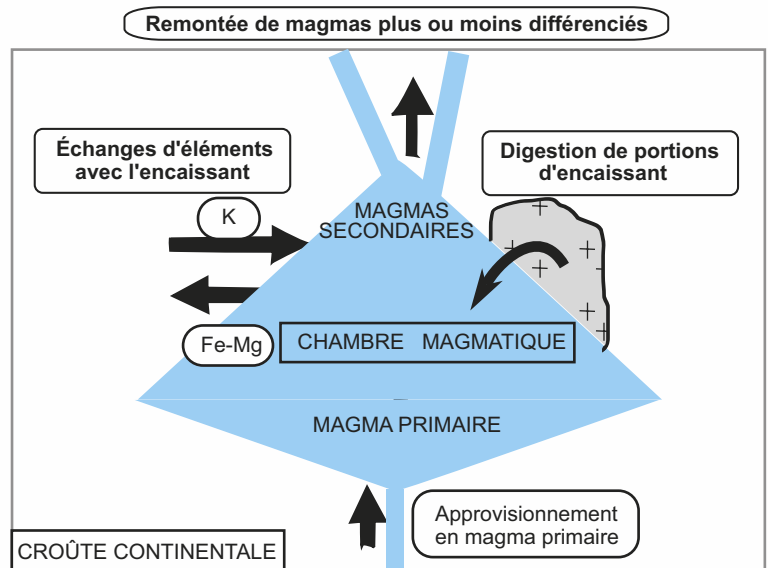 Remontée de magmas plus ou moins différenciés
Échanges d'éléments
avec l'encaissant
Digestion de portions
d'encaissant
K
MAGMAS
SECONDAIRES
Fe-Mg
CHAMBRE MAGMATIQUE
MAGMA PRIMAIRE
Approvisionnement
en magma primaire
CROÛTE CONTINENTALE